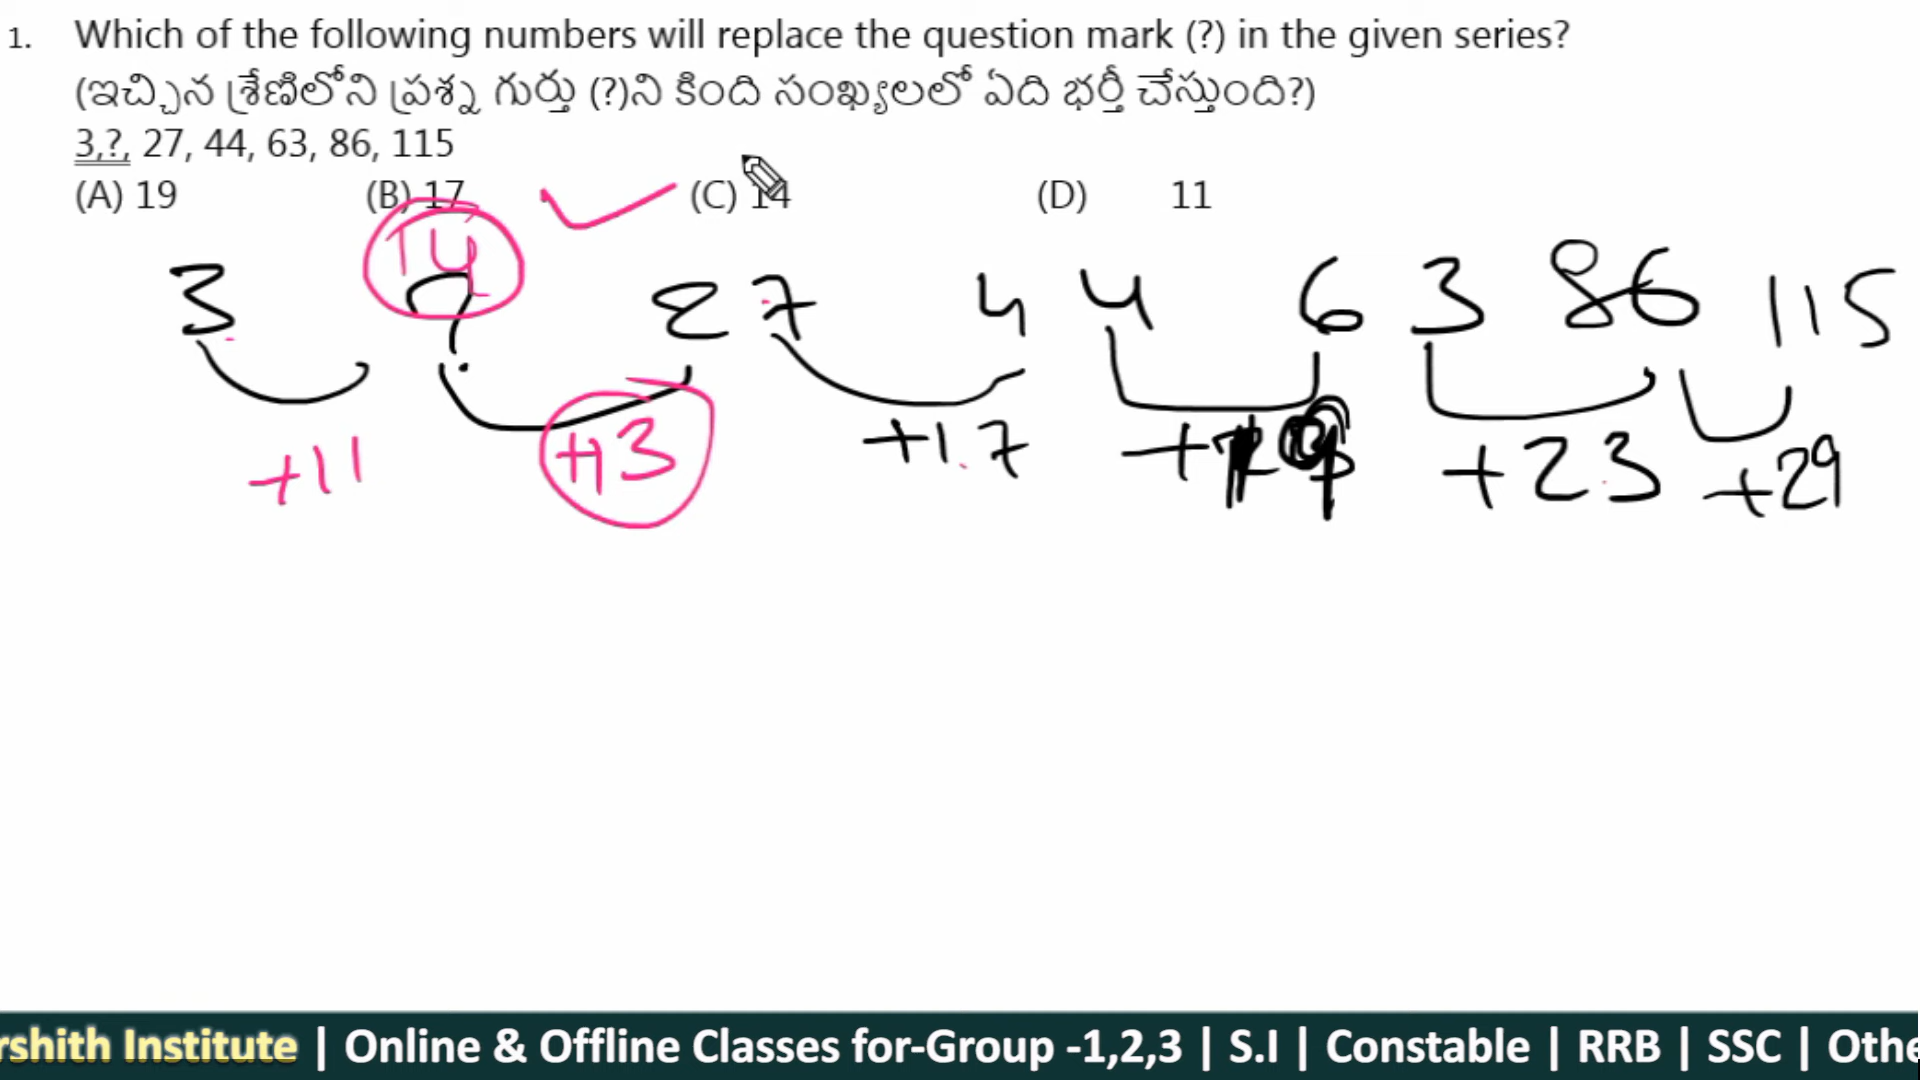 1. Which of the following numbers will replace the question mark (?) in the given series?
(ఇచ్చిన శ్రేణిలోని ప్రశ్న గుర్తు (?)ని కింది సంఖ్యలలో ఏది భర్తీ చేస్తుంది?)
3,?, 27, 44, 63, 86, 115
(A) 19 (B) 17 (C) 14 (D) 11
14
3 ? 27 44 63 86 115
+11 +13 +17 +19 +23 +29
rshith Institute | Online & Offline Classes for-Group -1,2,3 | S.I | Constable | RRB | SSC | Othe